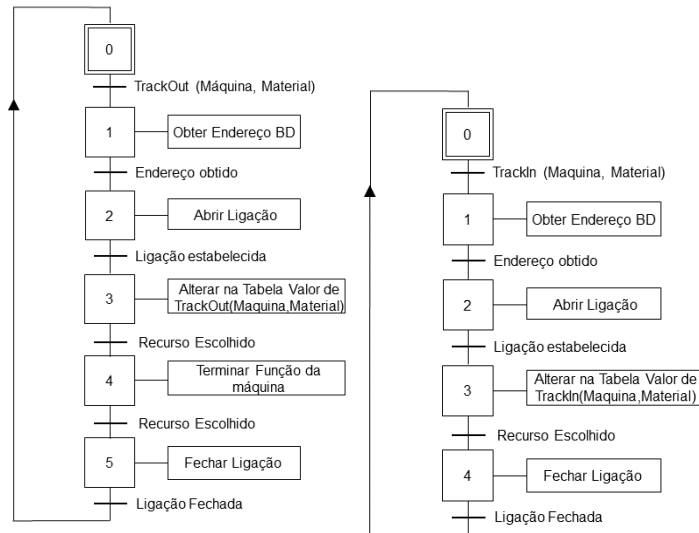 0
TrackOut (Máquina, Material)
1
Obter Endereço BD
Endereço obtido
2
Abrir Ligação
Ligação estabelecida
3
Alterar na Tabela Valor de
TrackOut(Maquina,Material)
Recurso Escolhido
4
Terminar Função da
máquina
Recurso Escolhido
5
Fechar Ligação
Ligação Fechada
0
TrackIn (Maquina, Material)
1
Obter Endereço BD
Endereço obtido
2
Abrir Ligação
Ligação estabelecida
3
Alterar na Tabela Valor de
TrackIn(Maquina,Material)
Recurso Escolhido
4
Fechar Ligação
Ligação Fechada